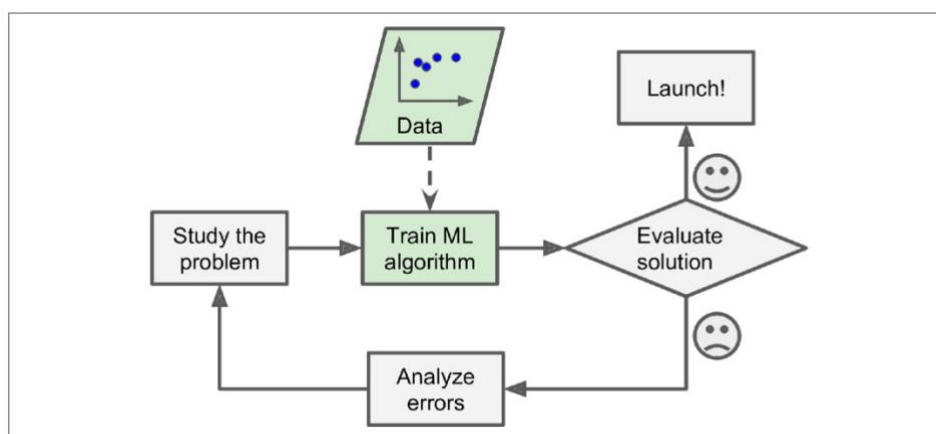 Data
Launch!
Study the
problem
Train ML
algorithm
Evaluate
solution
Analyze
errors